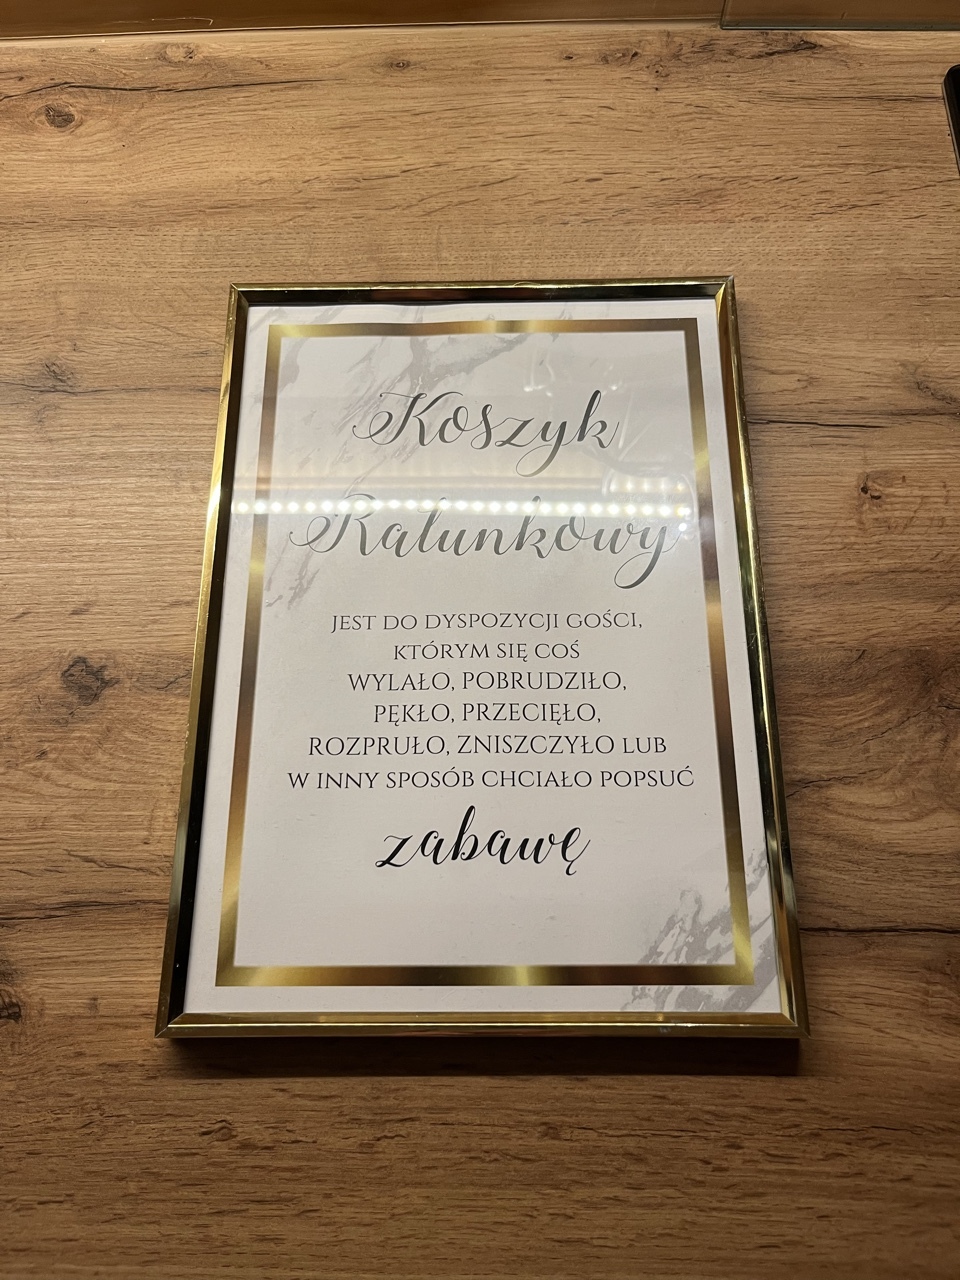 Koszyk
Ratunkowy
JEST DO DYSPOZYCJI GOŚCI,
KTÓRYM SIĘ COŚ
WYLAŁO, POBRUDZIŁO,
PĘKŁO, PRZECIĘŁO,
ROZPRUŁO, ZNISZCZYŁO LUB
W INNY SPOSÓB CHCIAŁO POPSUĆ
zabawę